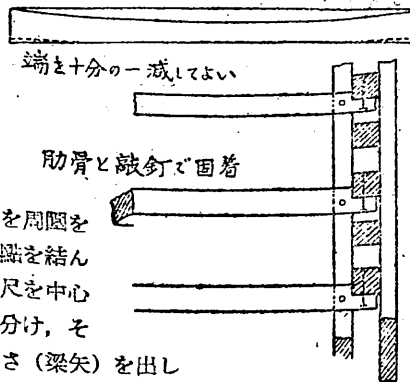 端を十分の一減してよい
肋骨と敲釘で固着
を周圏を
點を結ん
尺を中心
分け，そ
さ（梁矢）を出し